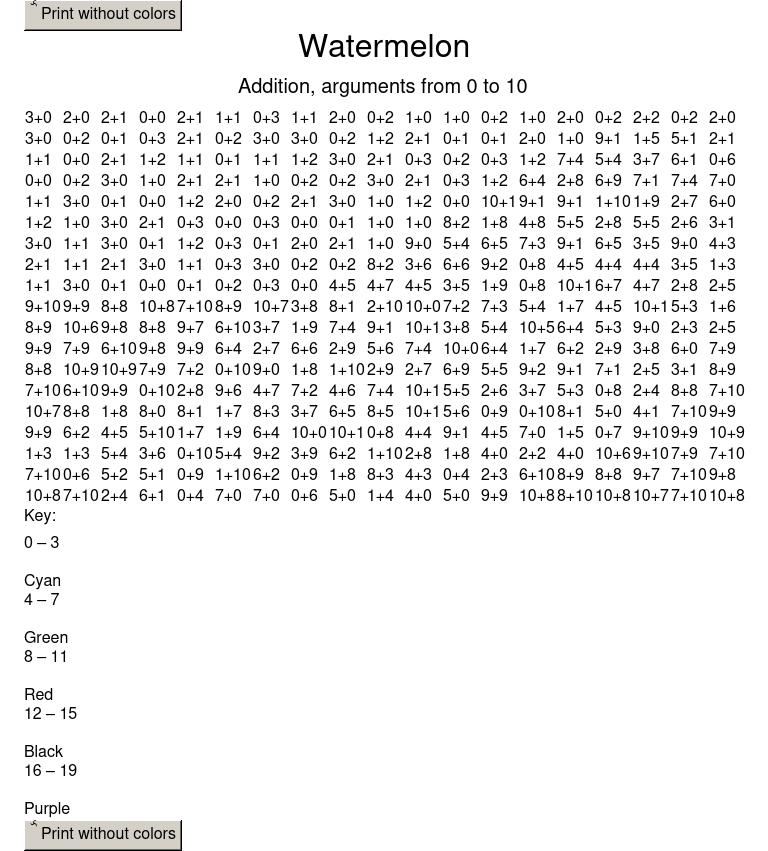 Print without colors
Watermelon
Addition, arguments from 0 to 10
3+0 2+0 2+1 0+0 2+1 1+1 0+3 1+1 2+0 0+2 1+0 1+0 0+2 1+0 2+0 0+2 2+2 0+2 2+0
3+0 0+2 0+1 0+3 2+1 0+2 3+0 3+0 0+2 1+2 2+1 0+1 0+1 2+0 1+0 9+1 1+5 5+1 2+1
1+1 0+0 2+1 1+2 1+1 0+1 1+1 1+2 3+0 2+1 0+3 0+2 0+3 1+2 7+4 5+4 3+7 6+1 0+6
0+0 0+2 3+0 1+0 2+1 2+1 1+0 0+2 0+2 3+0 2+1 0+3 1+2 6+4 2+8 6+9 7+1 7+4 7+0
1+1 3+0 0+1 0+0 1+2 2+0 0+2 2+1 3+0 1+0 1+2 0+0 10+1 9+1 9+1 1+10 1+9 2+7 6+0
1+2 1+0 3+0 2+1 0+3 0+0 0+3 0+0 0+1 1+0 1+0 8+2 1+8 4+8 5+5 2+8 5+5 2+6 3+1
3+0 1+1 3+0 0+1 1+2 0+3 0+1 2+0 2+1 1+0 9+0 5+4 6+5 7+3 9+1 6+5 3+5 9+0 4+3
2+1 1+1 2+1 3+0 1+1 0+3 3+0 0+2 0+2 8+2 3+6 6+6 9+2 0+8 4+5 4+4 4+4 3+5 1+3
1+1 3+0 0+1 0+0 0+1 0+2 0+3 0+0 4+5 4+7 4+5 3+5 1+9 0+8 10+1 6+7 4+7 2+8 2+5
9+10 9+9 8+8 10+8 7+10 8+9 10+7 3+8 8+1 2+10 10+0 7+2 7+3 5+4 1+7 4+5 10+1 5+3 1+6
8+9 10+6 9+8 8+8 9+7 6+10 3+7 1+9 7+4 9+1 10+1 3+8 5+4 10+5 6+4 5+3 9+0 2+3 2+5
9+9 7+9 6+10 9+8 9+9 6+4 2+7 6+6 2+9 5+6 7+4 10+0 6+4 1+7 6+2 2+9 3+8 6+0 7+9
8+8 10+9 10+9 7+9 7+2 0+10 9+0 1+8 1+10 2+9 2+7 6+9 5+5 9+2 9+1 7+1 2+5 3+1 8+9
7+10 6+10 9+9 0+10 2+8 9+6 4+7 7+2 4+6 7+4 10+1 5+5 2+6 3+7 5+3 0+8 2+4 8+8 7+10
10+7 8+8 1+8 8+0 8+1 1+7 8+3 3+7 6+5 8+5 10+1 5+6 0+9 0+10 8+1 5+0 4+1 7+10 9+9
9+9 6+2 4+5 5+10 1+7 1+9 6+4 10+0 10+1 0+8 4+4 9+1 4+5 7+0 1+5 0+7 9+10 9+9 10+9
1+3 1+3 5+4 3+6 0+10 5+4 9+2 3+9 6+2 1+10 2+8 1+8 4+0 2+2 4+0 10+6 9+10 7+9 7+10
7+10 0+6 5+2 5+1 0+9 1+10 6+2 0+9 1+8 8+3 4+3 0+4 2+3 6+10 8+9 8+8 9+7 7+10 9+8
10+8 7+10 2+4 6+1 0+4 7+0 7+0 0+6 5+0 1+4 4+0 5+0 9+9 10+8 8+10 10+8 10+7 7+10 10+8
Key:
0 – 3
Cyan
4 – 7
Green
8 – 11
Red
12 – 15
Black
16 – 19
Purple
Print without colors